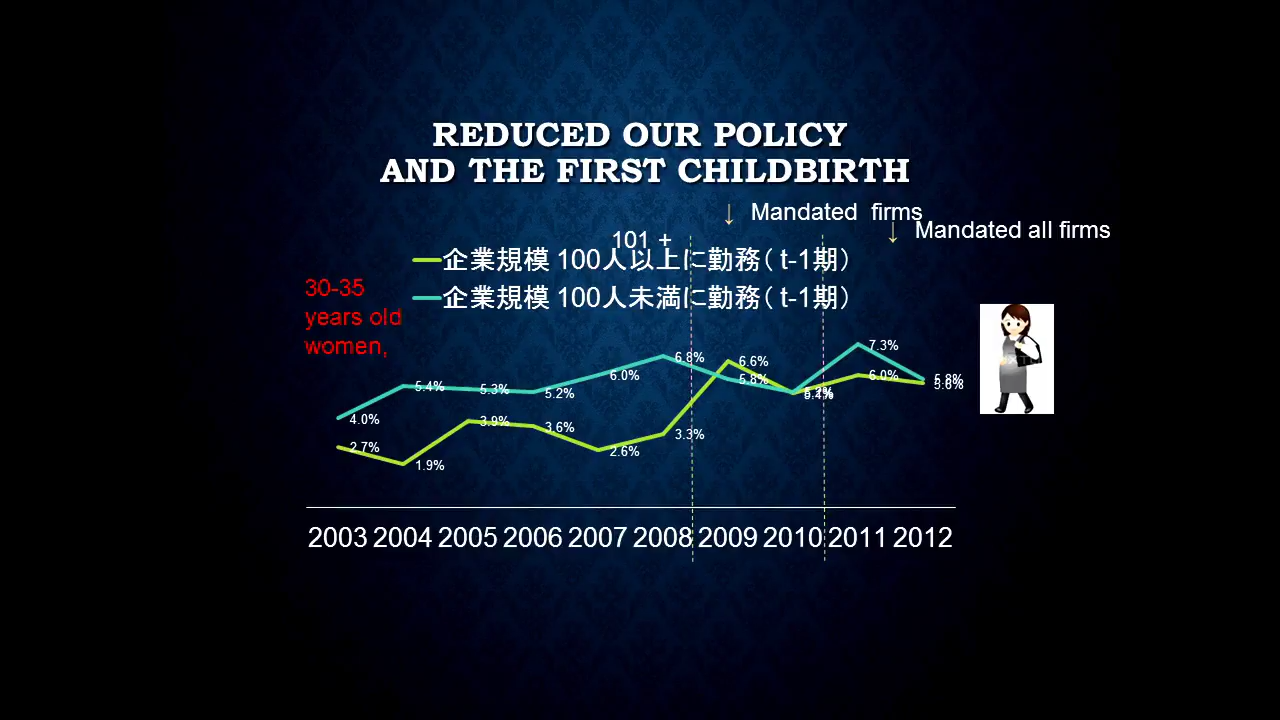 REDUCED OUR POLICY
AND THE FIRST CHILDBIRTH
↓ Mandated firms
↓ Mandated all firms
101 +
企業規模 100人以上に勤務( t-1期)
企業規模 100人未満に勤務( t-1期)
30-35
years old
women,
4.0%
5.4%
5.3%
5.2%
6.0%
6.8%
5.8%
7.3%
5.8%
2.7%
1.9%
3.9%
3.6%
2.6%
3.3%
6.6%
6.0%
5.6%
2003 2004 2005 2006 2007 2008 2009 2010 2011 2012